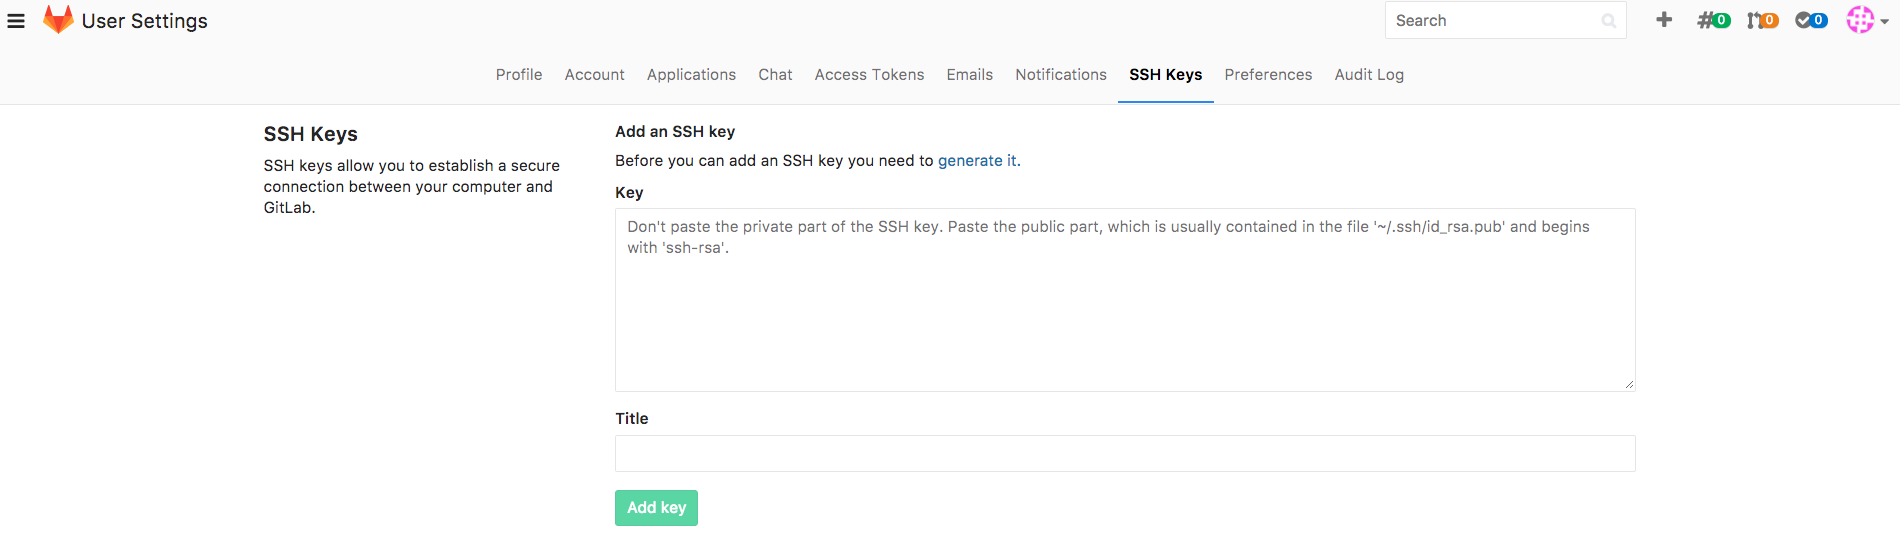 User Settings
Search
0
0
0
Profile Account Applications Chat Access Tokens Emails Notifications SSH Keys Preferences Audit Log
SSH Keys
SSH keys allow you to establish a secure
connection between your computer and
GitLab.
Add an SSH key
Before you can add an SSH key you need to generate it.
Key
Don't paste the private part of the SSH key. Paste the public part, which is usually contained in the file '~/.ssh/id_rsa.pub' and begins
with 'ssh-rsa'.
Title
Add key